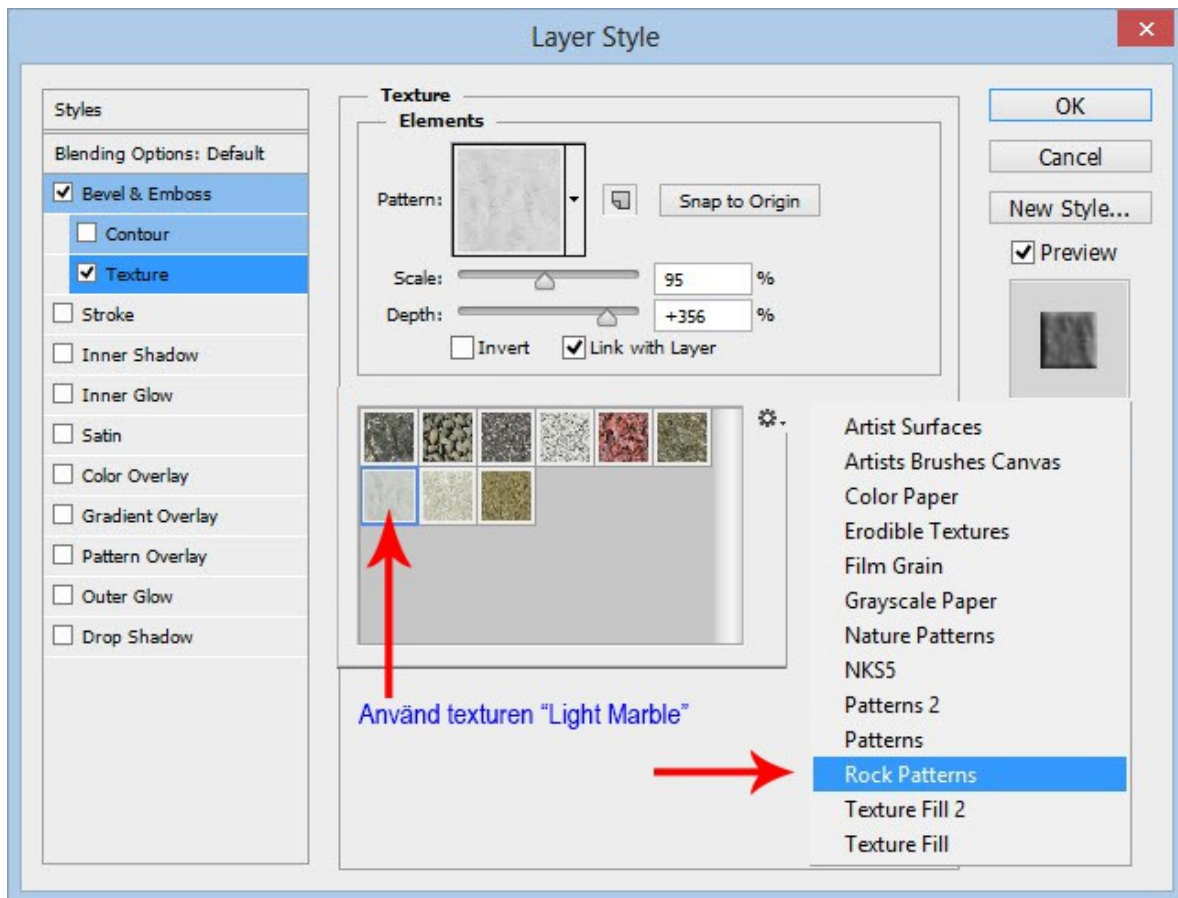 Layer Style
Styles
Blending Options: Default
Bevel & Emboss
Contour
Texture
Stroke
Inner Shadow
Inner Glow
Satin
Color Overlay
Gradient Overlay
Pattern Overlay
Outer Glow
Drop Shadow
Texture
Elements
Pattern:
Snap to Origin
Scale: 95 %
Depth: +356 %
Invert Link with Layer
Använd texturen “Light Marble”
OK
Cancel
New Style...
Preview
Artist Surfaces
Artists Brushes Canvas
Color Paper
Erodible Textures
Film Grain
Grayscale Paper
Nature Patterns
NKS5
Patterns 2
Patterns
Rock Patterns
Texture Fill 2
Texture Fill